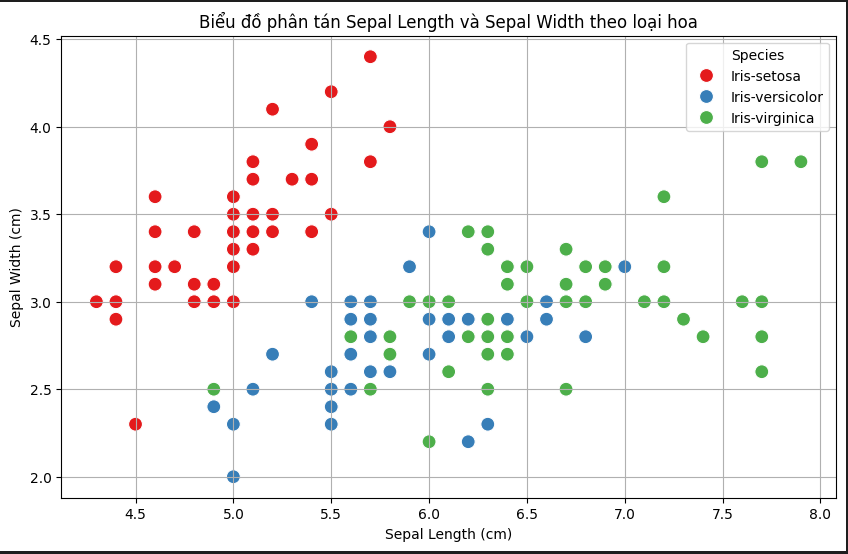 Biểu đồ phân tán Sepal Length và Sepal Width theo loại hoa
Species
Iris-setosa
Iris-versicolor
Iris-virginica
Sepal Width (cm)
4.5
4.0
3.5
3.0
2.5
2.0
4.5 5.0 5.5 6.0 6.5 7.0 7.5 8.0
Sepal Length (cm)